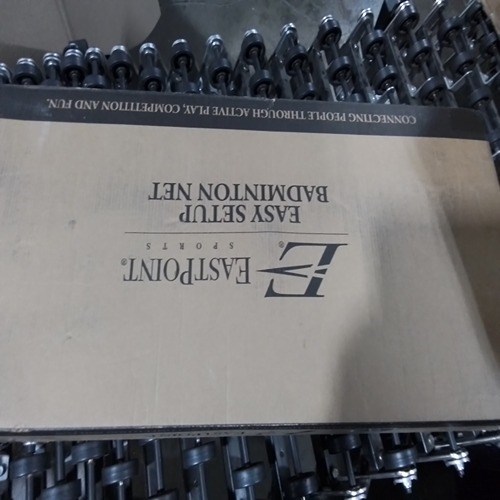 EASTPOINT®
SPORTS
EASY SETUP
BADMINTON NET
CONNECTING PEOPLE THROUGH ACTIVE PLAY, COMPETITION AND FUN.